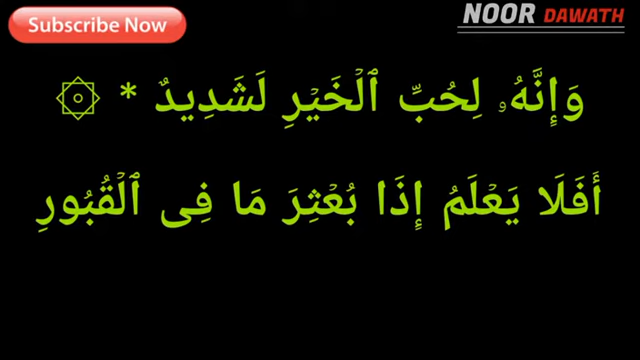 Subscribe Now
NOOR DAWATH
وَإِنَّهُۥ لِحُبِّ ٱلْخَيْرِ لَشَدِيدٌ * ۞
أَفَلَا يَعْلَمُ إِذَا بُعْثِرَ مَا فِى ٱلْقُبُورِ